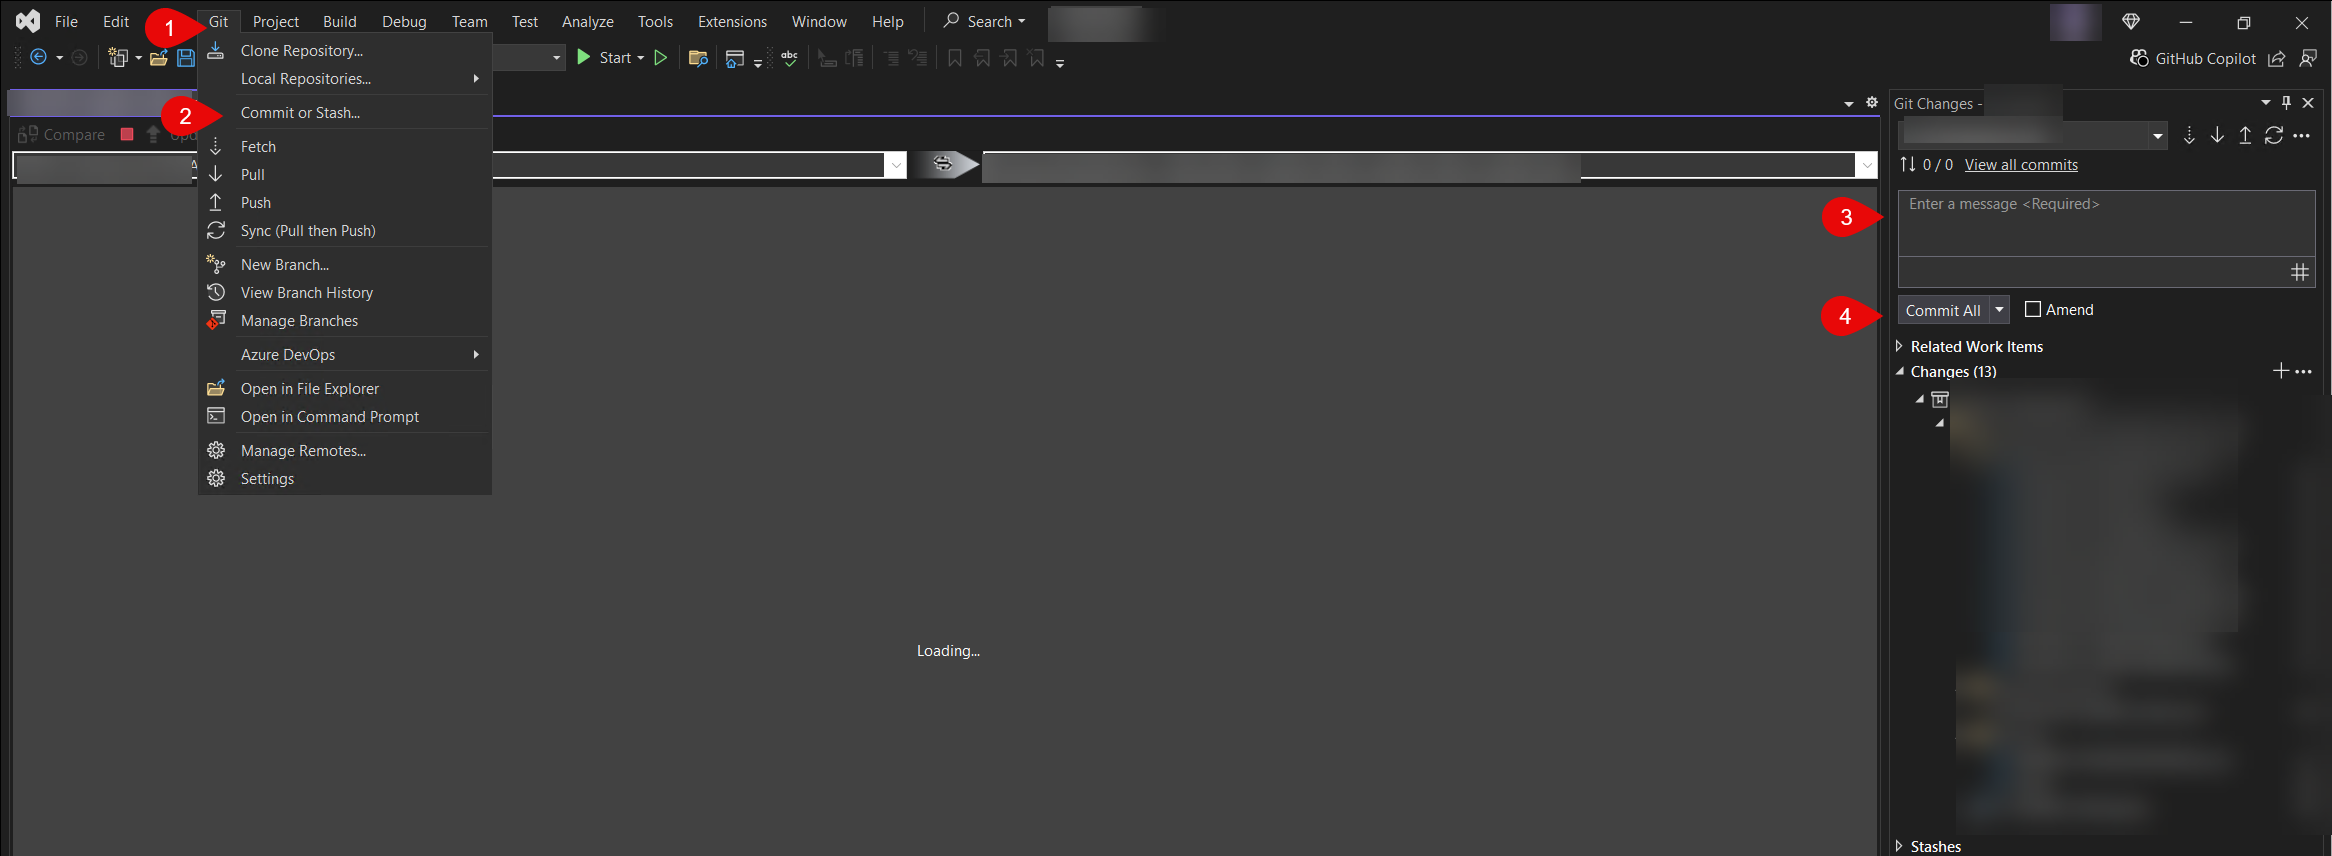 File Edit Git Project Build Debug Team Test Analyze Tools Extensions Window Help Search
1
Clone Repository...
Start
GitHub Copilot
Local Repositories...
Git Changes -
2
Commit or Stash...
Compare
Fetch
Pull
0 / 0 View all commits
Push
Enter a message <Required>
3
Sync (Pull then Push)
New Branch...
View Branch History
4
Commit All
Amend
Manage Branches
Related Work Items
Azure DevOps
Changes (13)
Open in File Explorer
Open in Command Prompt
Manage Remotes...
Settings
Loading...
Stashes